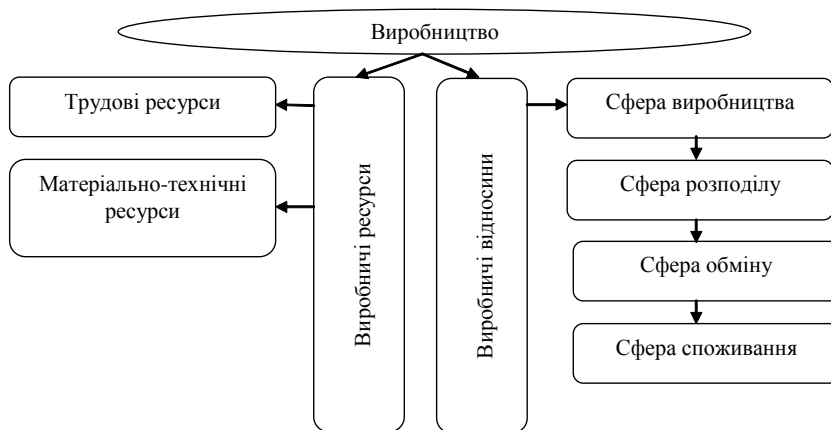 Виробництво
Трудові ресурси
Матеріально-технічні
ресурси
Виробничі ресурси
Виробничі відносини
Сфера виробництва
Сфера розподілу
Сфера обміну
Сфера споживання